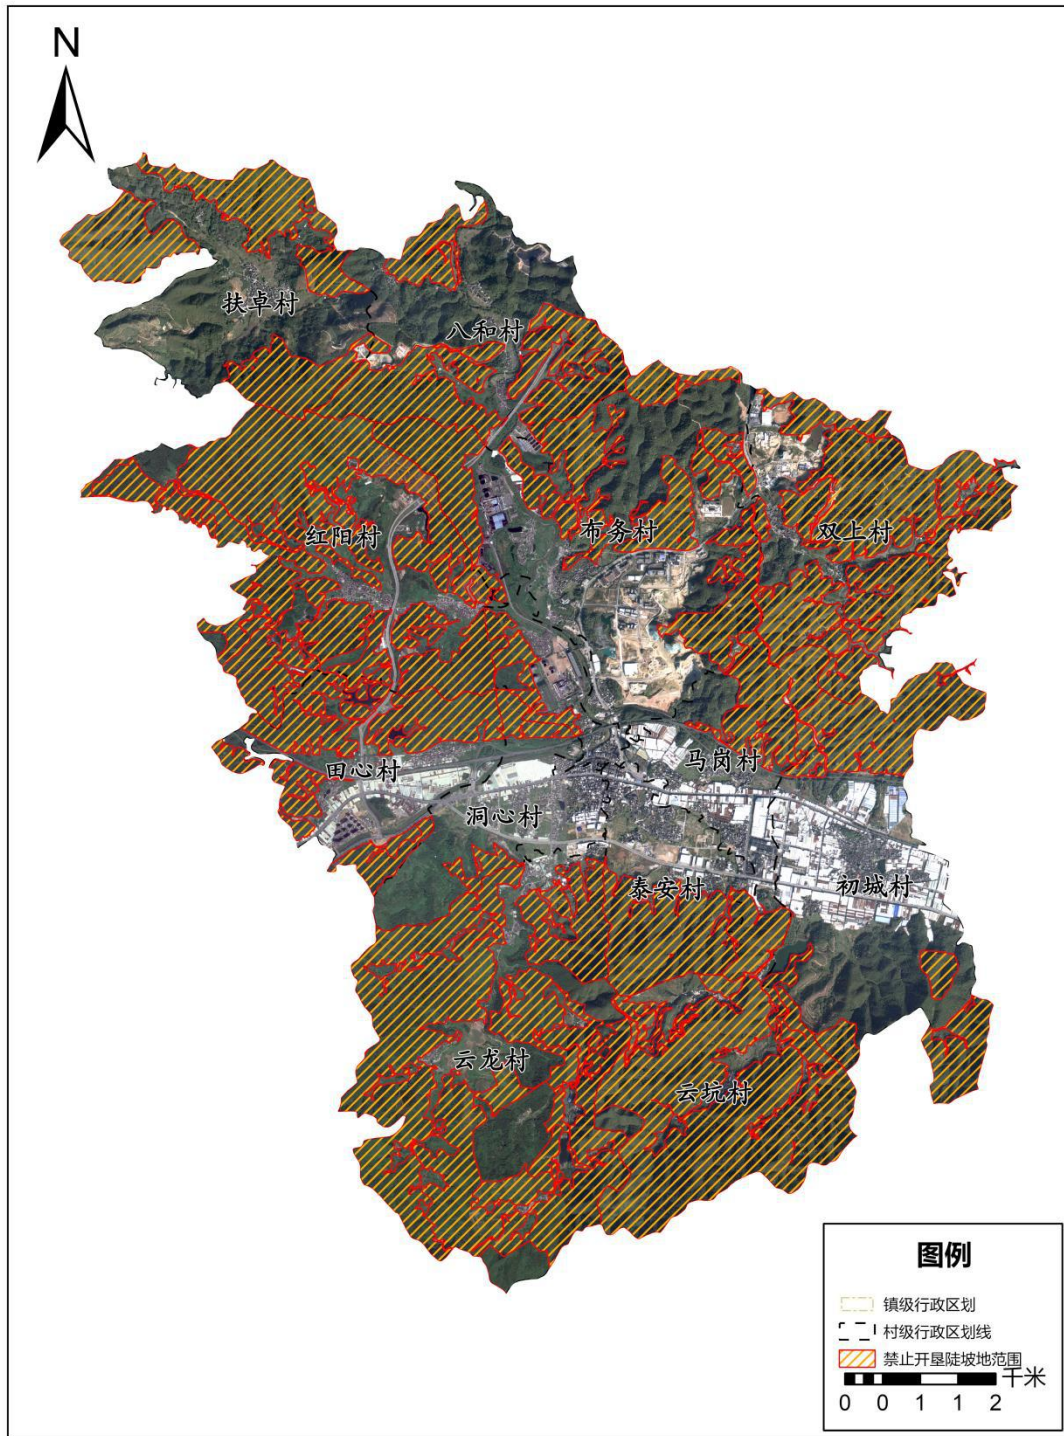 N
扶卓村
八和村
红阳村
布务村
双上村
田心村
马岗村
洞心村
泰安村
初城村
云龙村
云坑村
图例
镇级行政区划
村级行政区划线
禁止开垦陡坡地范围
千米
0 0 1 1 2